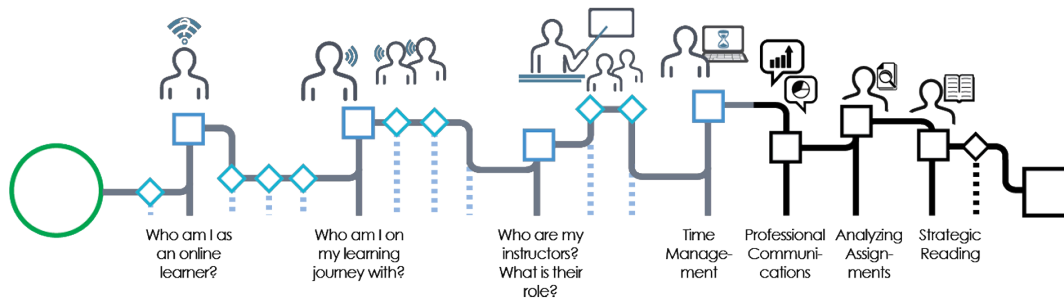 Who am I as
an online
learner?
Who am I on
my learning
journey with?
Who are my
instructors?
What is their
role?
Time
Manage-
ment
Professional
Communi-
cations
Analyzing
Assign-
ments
Strategic
Reading